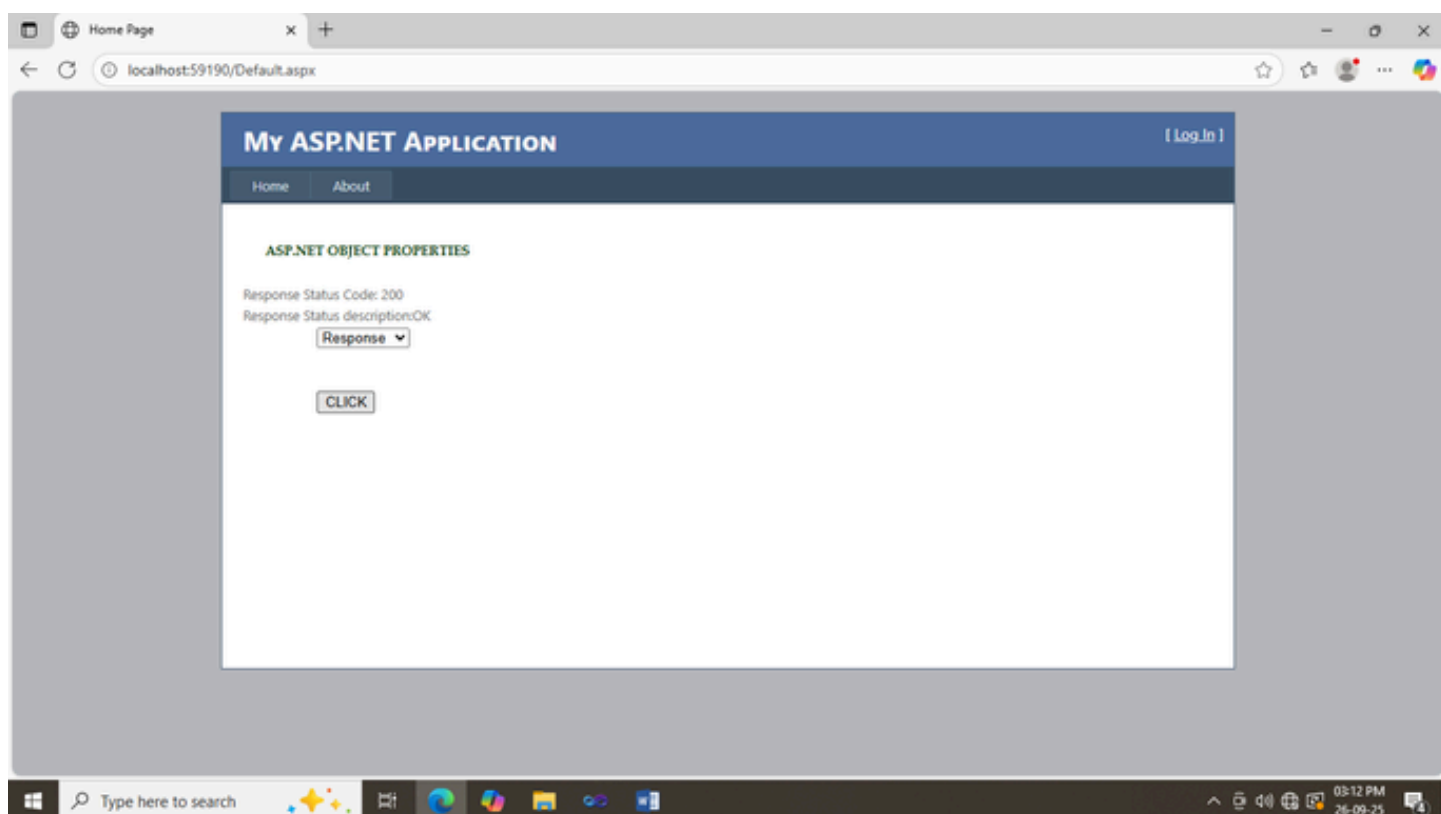 Home Page
localhost:59190/Default.aspx
MY ASP.NET APPLICATION
[ Log In ]
Home About
ASP.NET OBJECT PROPERTIES
Response Status Code: 200
Response Status description:OK
Response
CLICK
Type here to search
03:12 PM
26-09-25
4